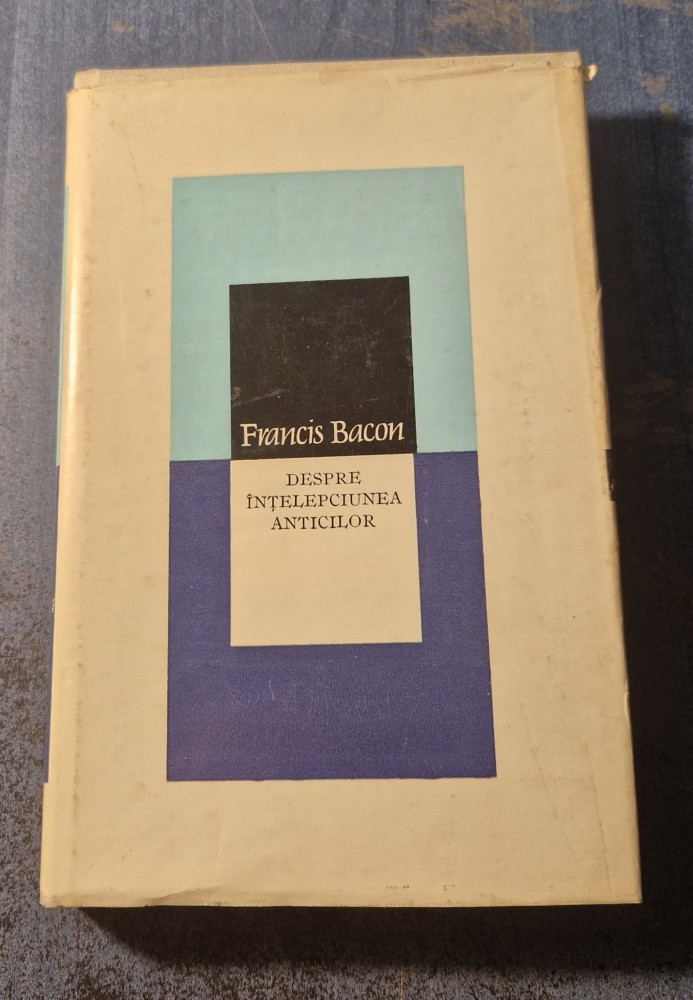 Francis Bacon
DESPRE
ÎNȚELEPCIUNEA
ANTICILOR